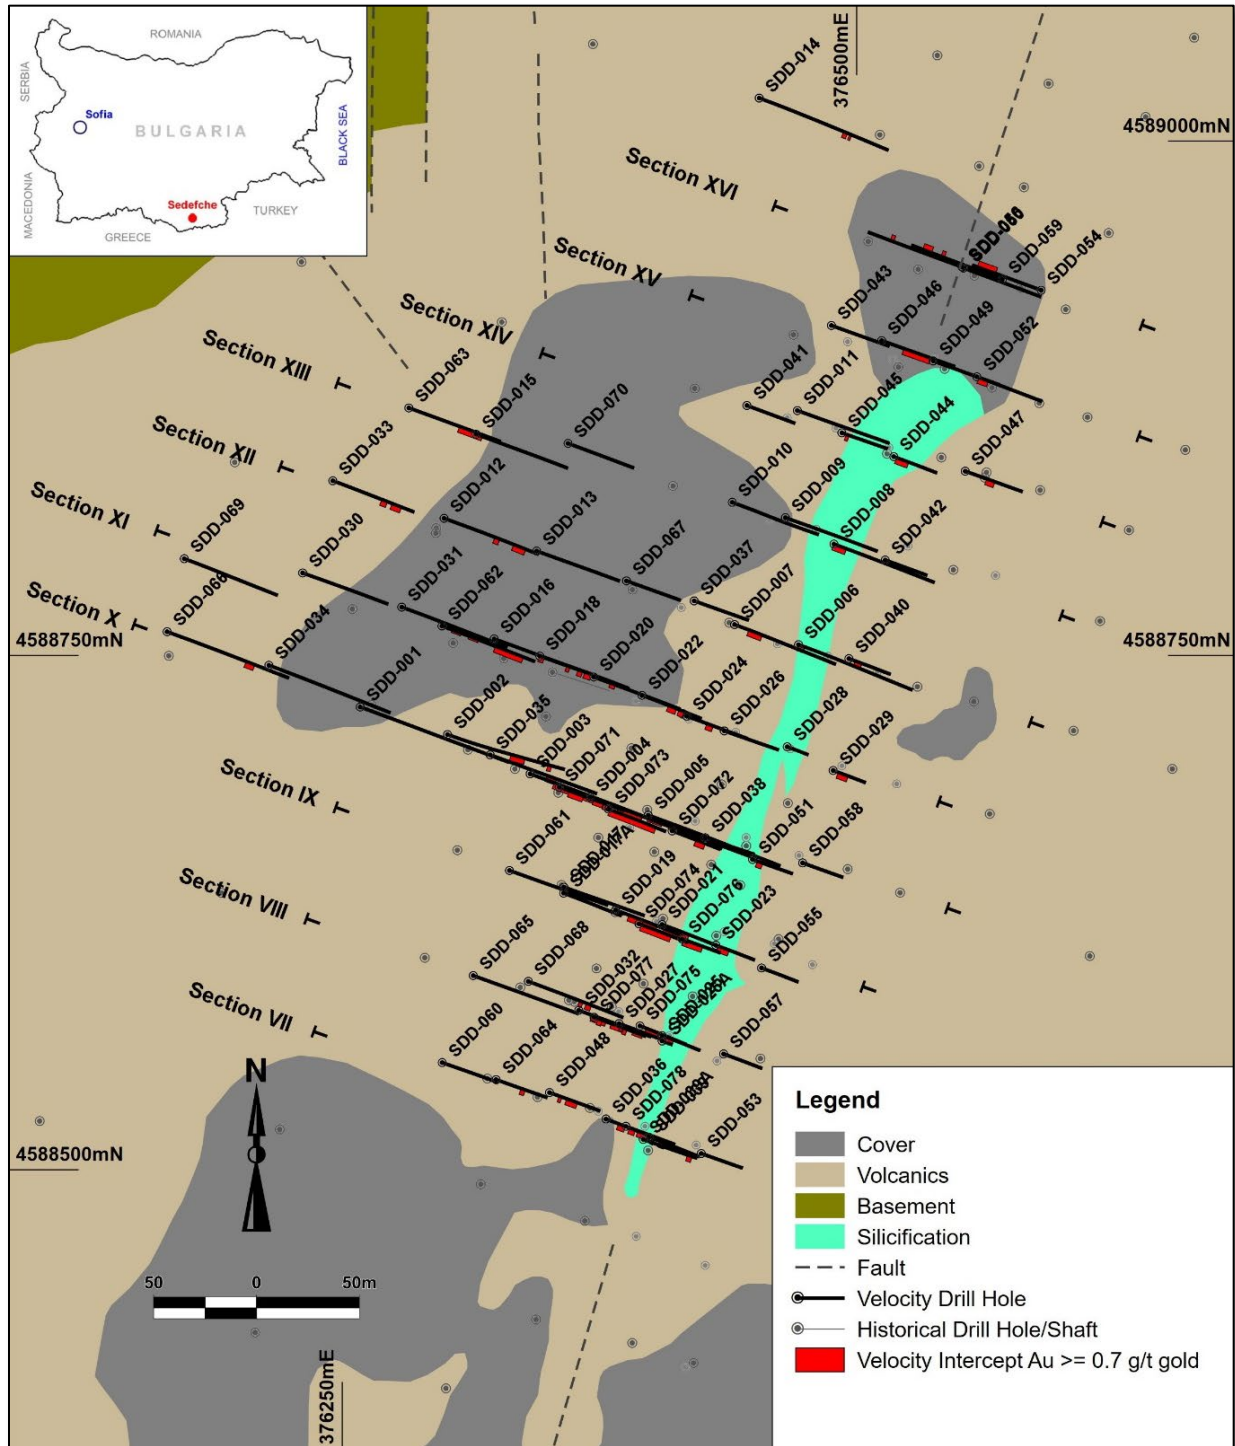 ROMANIA
SERBIA
Sofia
BULGARIA
BLACK SEA
MACEDONIA
Sedefche
TURKEY
GREECE
376500mE
4589000mN
SDD-014
Section XVI
SDD-059
SDD-054
Section XV
SDD-043
SDD-046
SDD-049
SDD-052
Section XIV
Section XIII
SDD-063
SDD-015
SDD-070
SDD-041
SDD-011
SDD-045
SDD-044
SDD-047
Section XII
SDD-033
SDD-012
SDD-013
SDD-010
SDD-009
SDD-008
SDD-042
Section XI
SDD-069
SDD-030
SDD-031
SDD-062
SDD-016
SDD-018
SDD-067
SDD-037
SDD-007
SDD-006
SDD-040
Section X
SDD-066
SDD-034
4588750mN
4588750mN
SDD-001
SDD-002
SDD-020
SDD-022
SDD-024
SDD-026
SDD-028
SDD-029
SDD-035
SDD-003
SDD-071
SDD-004
SDD-073
SDD-005
SDD-072
SDD-038
SDD-051
SDD-058
Section IX
SDD-061
SDD-017A
SDD-019
SDD-074
SDD-021
SDD-076
SDD-023
SDD-055
Section VIII
SDD-065
SDD-068
SDD-032
SDD-077
SDD-027
SDD-075
SDD-025A
SDD-057
Section VII
SDD-060
SDD-064
SDD-048
SDD-036
SDD-078
SDD-053
N
4588500mN
50 0 50m
376250mE
Legend
Cover
Volcanics
Basement
Silicification
Fault
Velocity Drill Hole
Historical Drill Hole/Shaft
Velocity Intercept Au >= 0.7 g/t gold